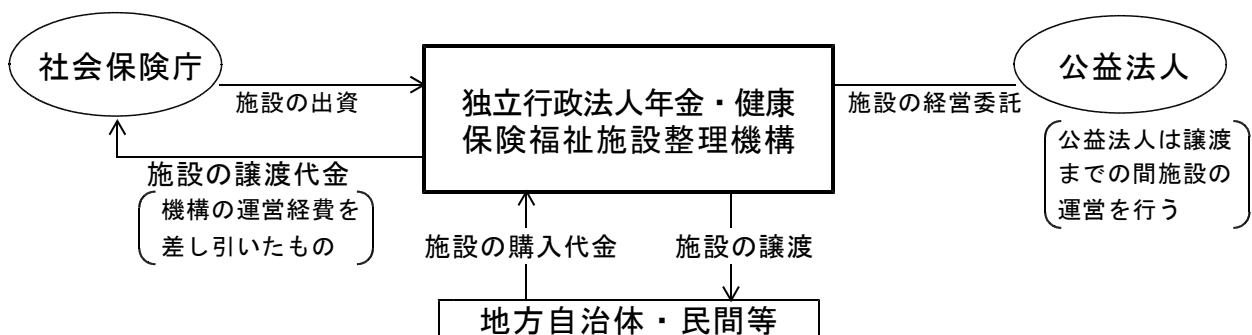 社会保険庁
施設の出資
独立行政法人年金・健康
保険福祉施設整理機構
施設の経営委託
公益法人
公益法人は譲渡
までの間施設の
運営を行う
施設の譲渡代金
機構の運営経費を
差し引いたもの
施設の購入代金
施設の譲渡
地方自治体・民間等